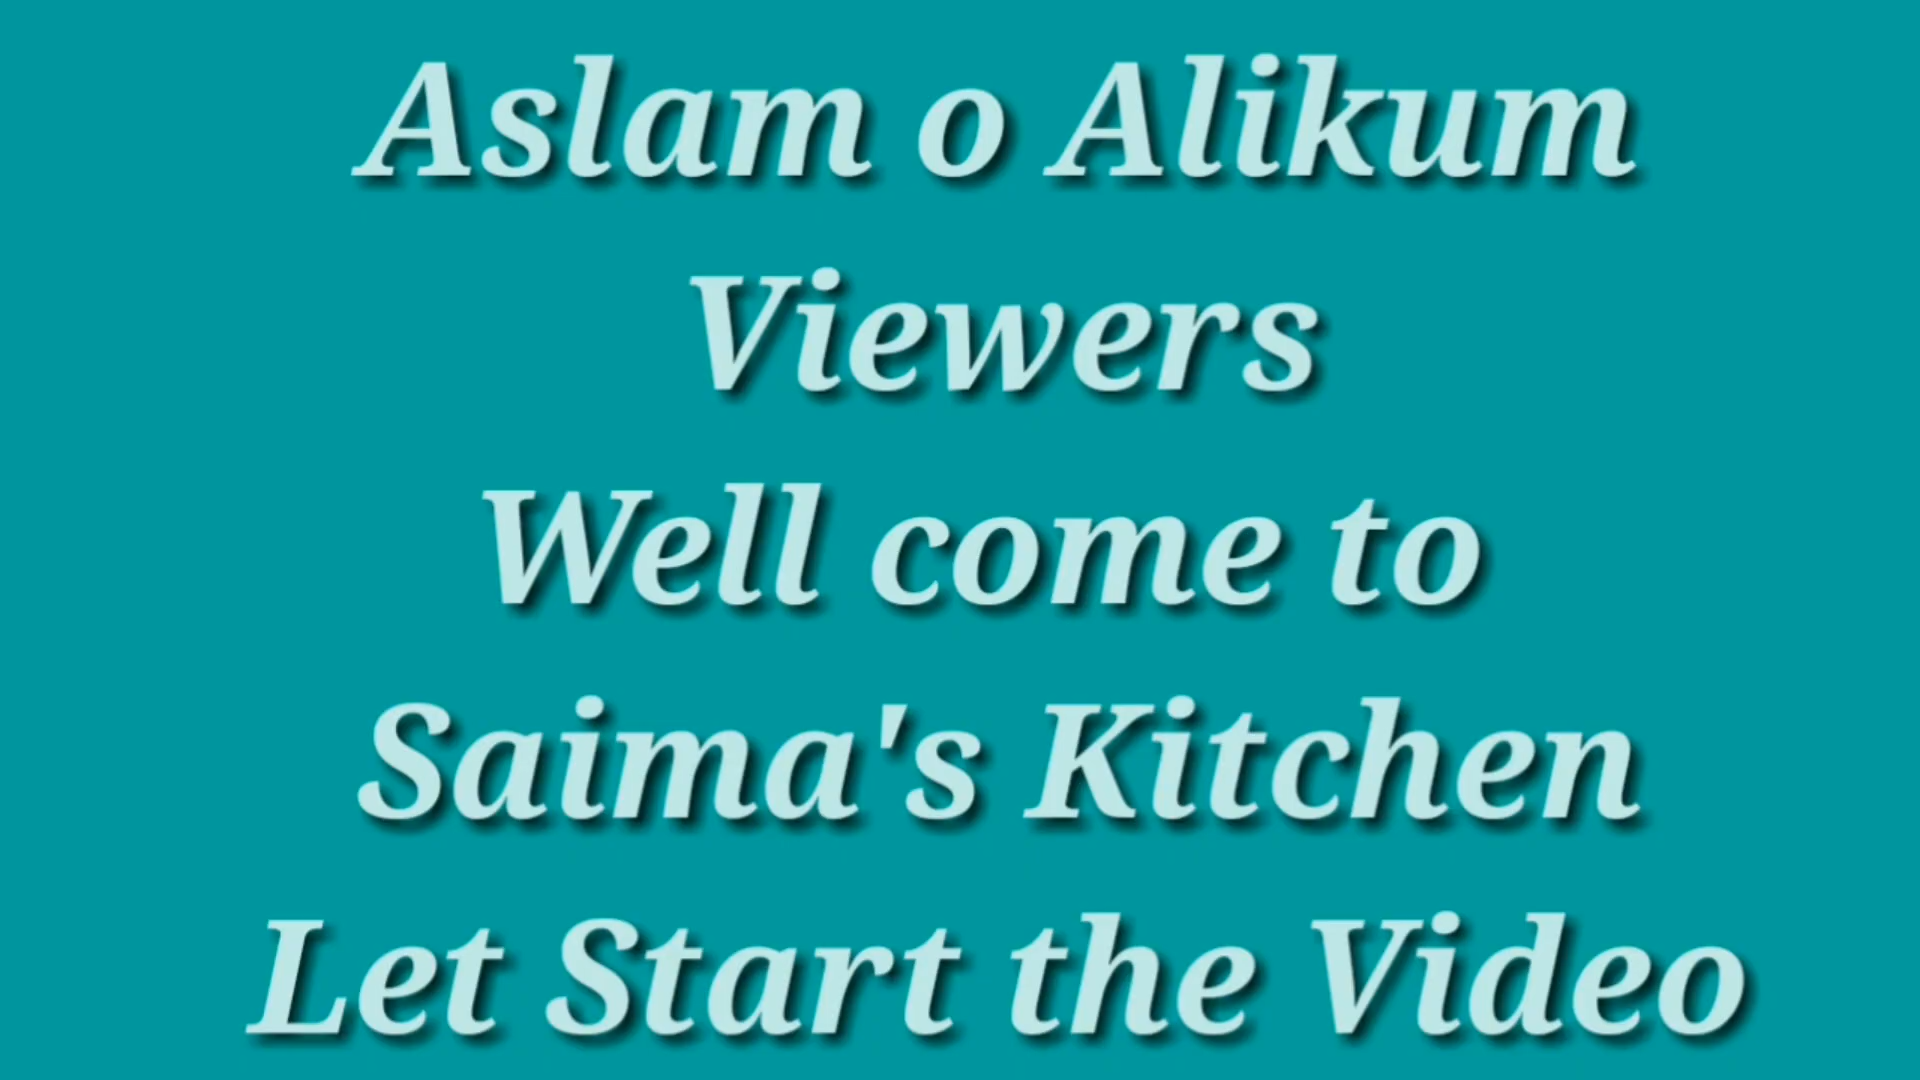 Aslam o Alikum
Viewers
Well come to
Saima's Kitchen
Let Start the Video